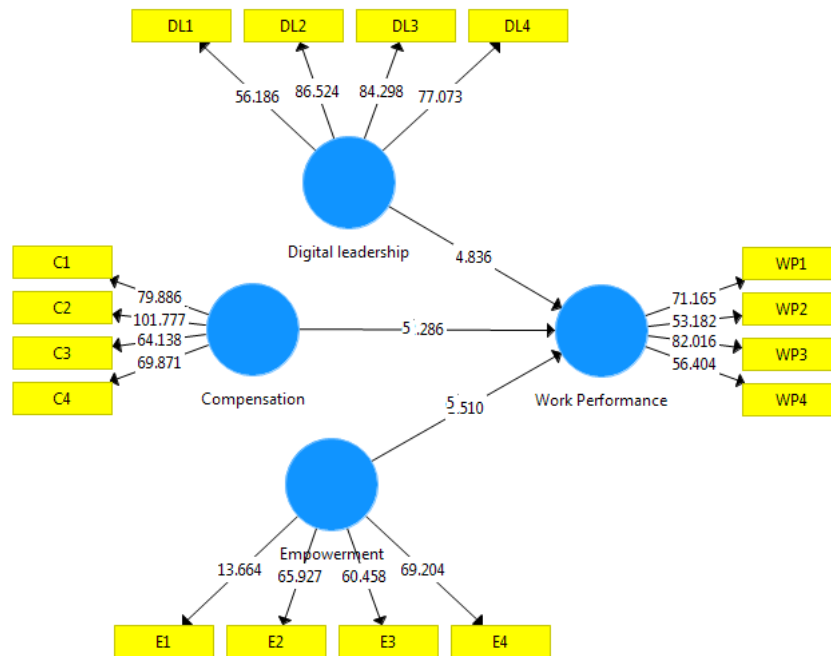 DL1 DL2 DL3 DL4
56.186 86.524 84.298 77.073
Digital leadership
4.836
C1
C2
C3
C4
79.886
101.777
64.138
69.871
Compensation
WP1
WP2
WP3
WP4
71.165
53.182
82.016
56.404
Work Performance
Empowerment
13.664 65.927 60.458 69.204
E1 E2 E3 E4